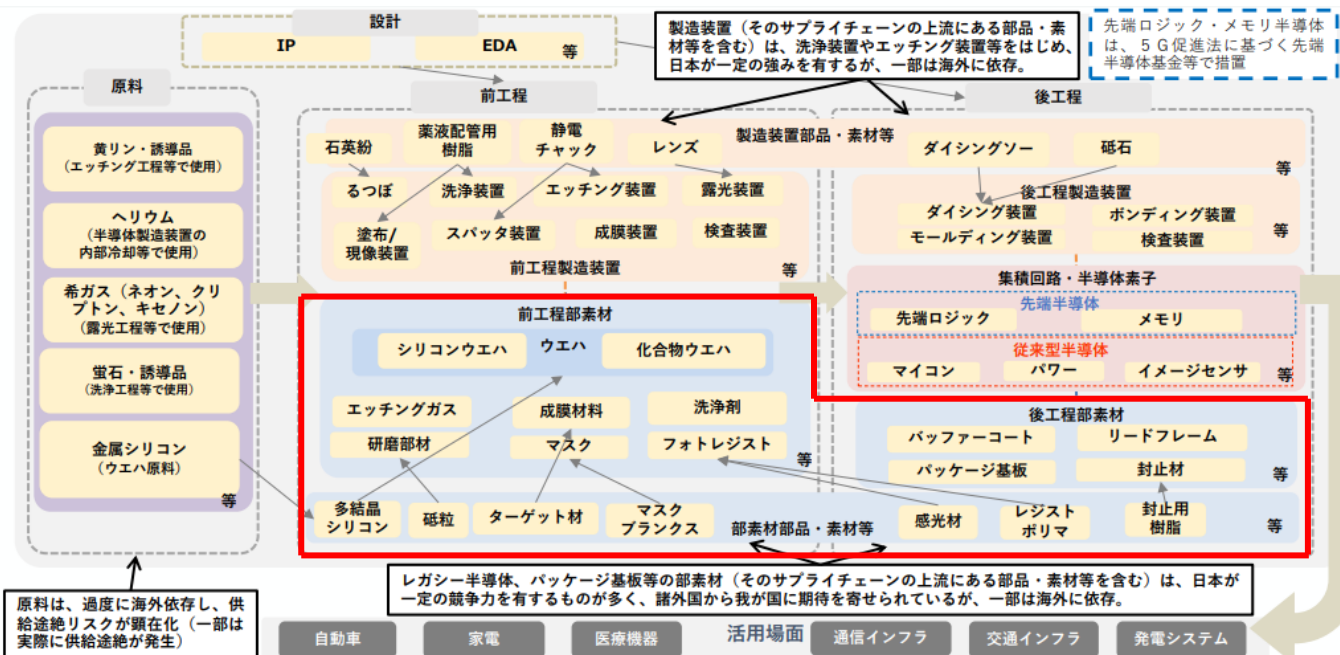 設計
IP
EDA
等
製造装置（そのサプライチェーンの上流にある部品・素
材等を含む）は、洗浄装置やエッチング装置等をはじめ、
日本が一定の強みを有するが、一部は海外に依存。
先端ロジック・メモリ半導体
は、５Ｇ促進法に基づく先端
半導体基金等で措置
原料
黄リン・誘導品
（エッチング工程等で使用）
ヘリウム
（半導体製造装置の
内部冷却等で使用）
希ガス（ネオン、クリ
プトン、キセノン）
（露光工程等で使用）
蛍石・誘導品
（洗浄工程等で使用）
金属シリコン
（ウエハ原料）
等
前工程
石英紛
薬液配管用
樹脂
静電
チャック
レンズ
製造装置部品・素材等
るつぼ
洗浄装置
エッチング装置
露光装置
塗布/
現像装置
スパッタ装置
成膜装置
検査装置
前工程製造装置
等
後工程
ダイシングソー
砥石
等
後工程製造装置
ダイシング装置
ボンディング装置
モールディング装置
検査装置
等
集積回路・半導体素子
先端半導体
先端ロジック
メモリ
従来型半導体
マイコン
パワー
イメージセンサ
等
前工程部素材
シリコンウエハ
ウエハ
化合物ウエハ
エッチングガス
成膜材料
洗浄剤
研磨部材
マスク
フォトレジスト
等
後工程部素材
バッファーコート
リードフレーム
パッケージ基板
封止材
等
多結晶
シリコン
砥粒
ターゲット材
マスク
ブランクス
部素材部品・素材等
感光材
レジスト
ポリマ
封止用
樹脂
等
レガシー半導体、パッケージ基板等の部素材（そのサプライチェーンの上流にある部品・素材等を含む）は、日本が
一定の競争力を有するものが多く、諸外国から我が国に期待を寄せられているが、一部は海外に依存。
原料は、過度に海外依存し、供
給途絶リスクが顕在化（一部は
実際に供給途絶が発生）
自動車
家電
医療機器
活用場面
通信インフラ
交通インフラ
発電システム